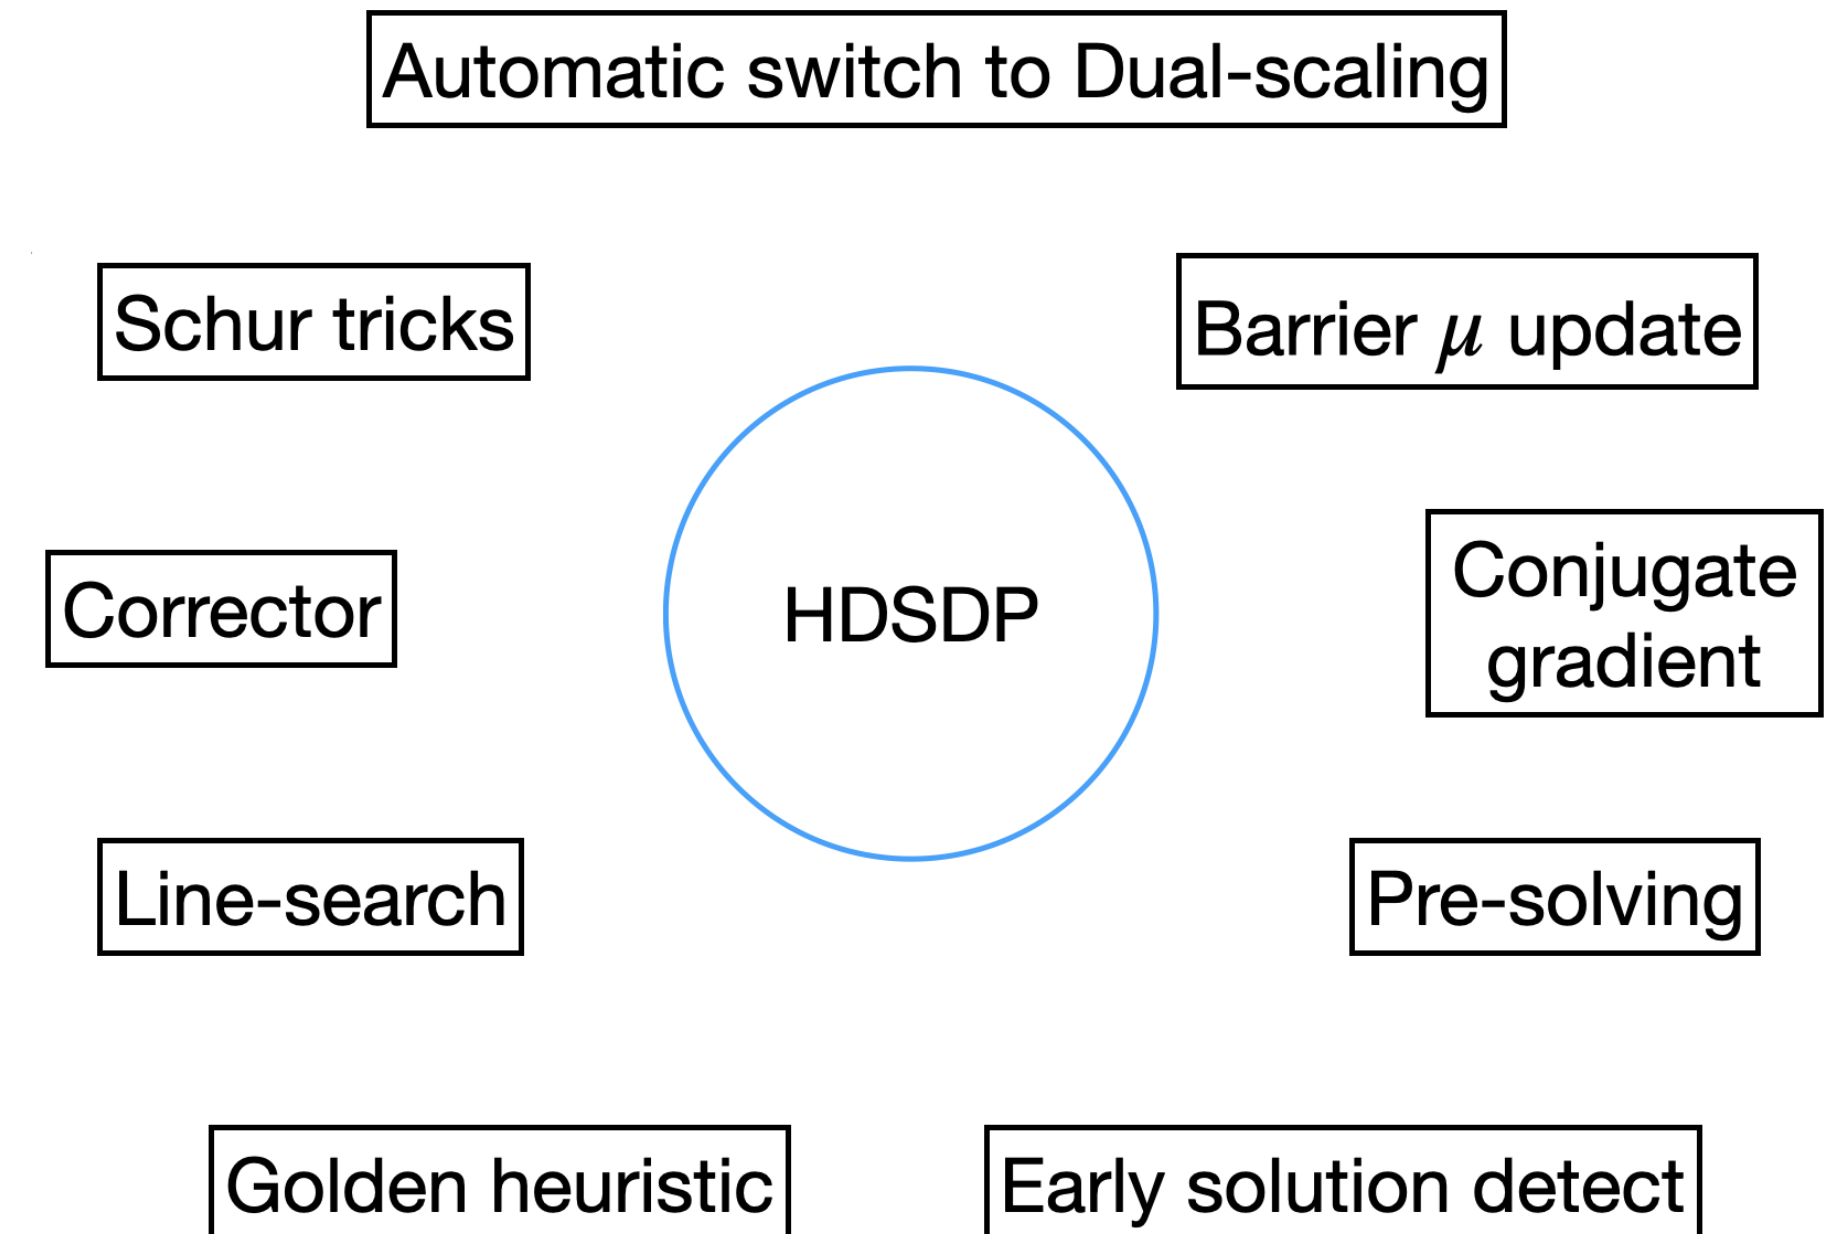 Automatic switch to Dual-scaling
Schur tricks
Barrier μ update
Corrector
HDSDP
Conjugate
gradient
Line-search
Pre-solving
Golden heuristic
Early solution detect